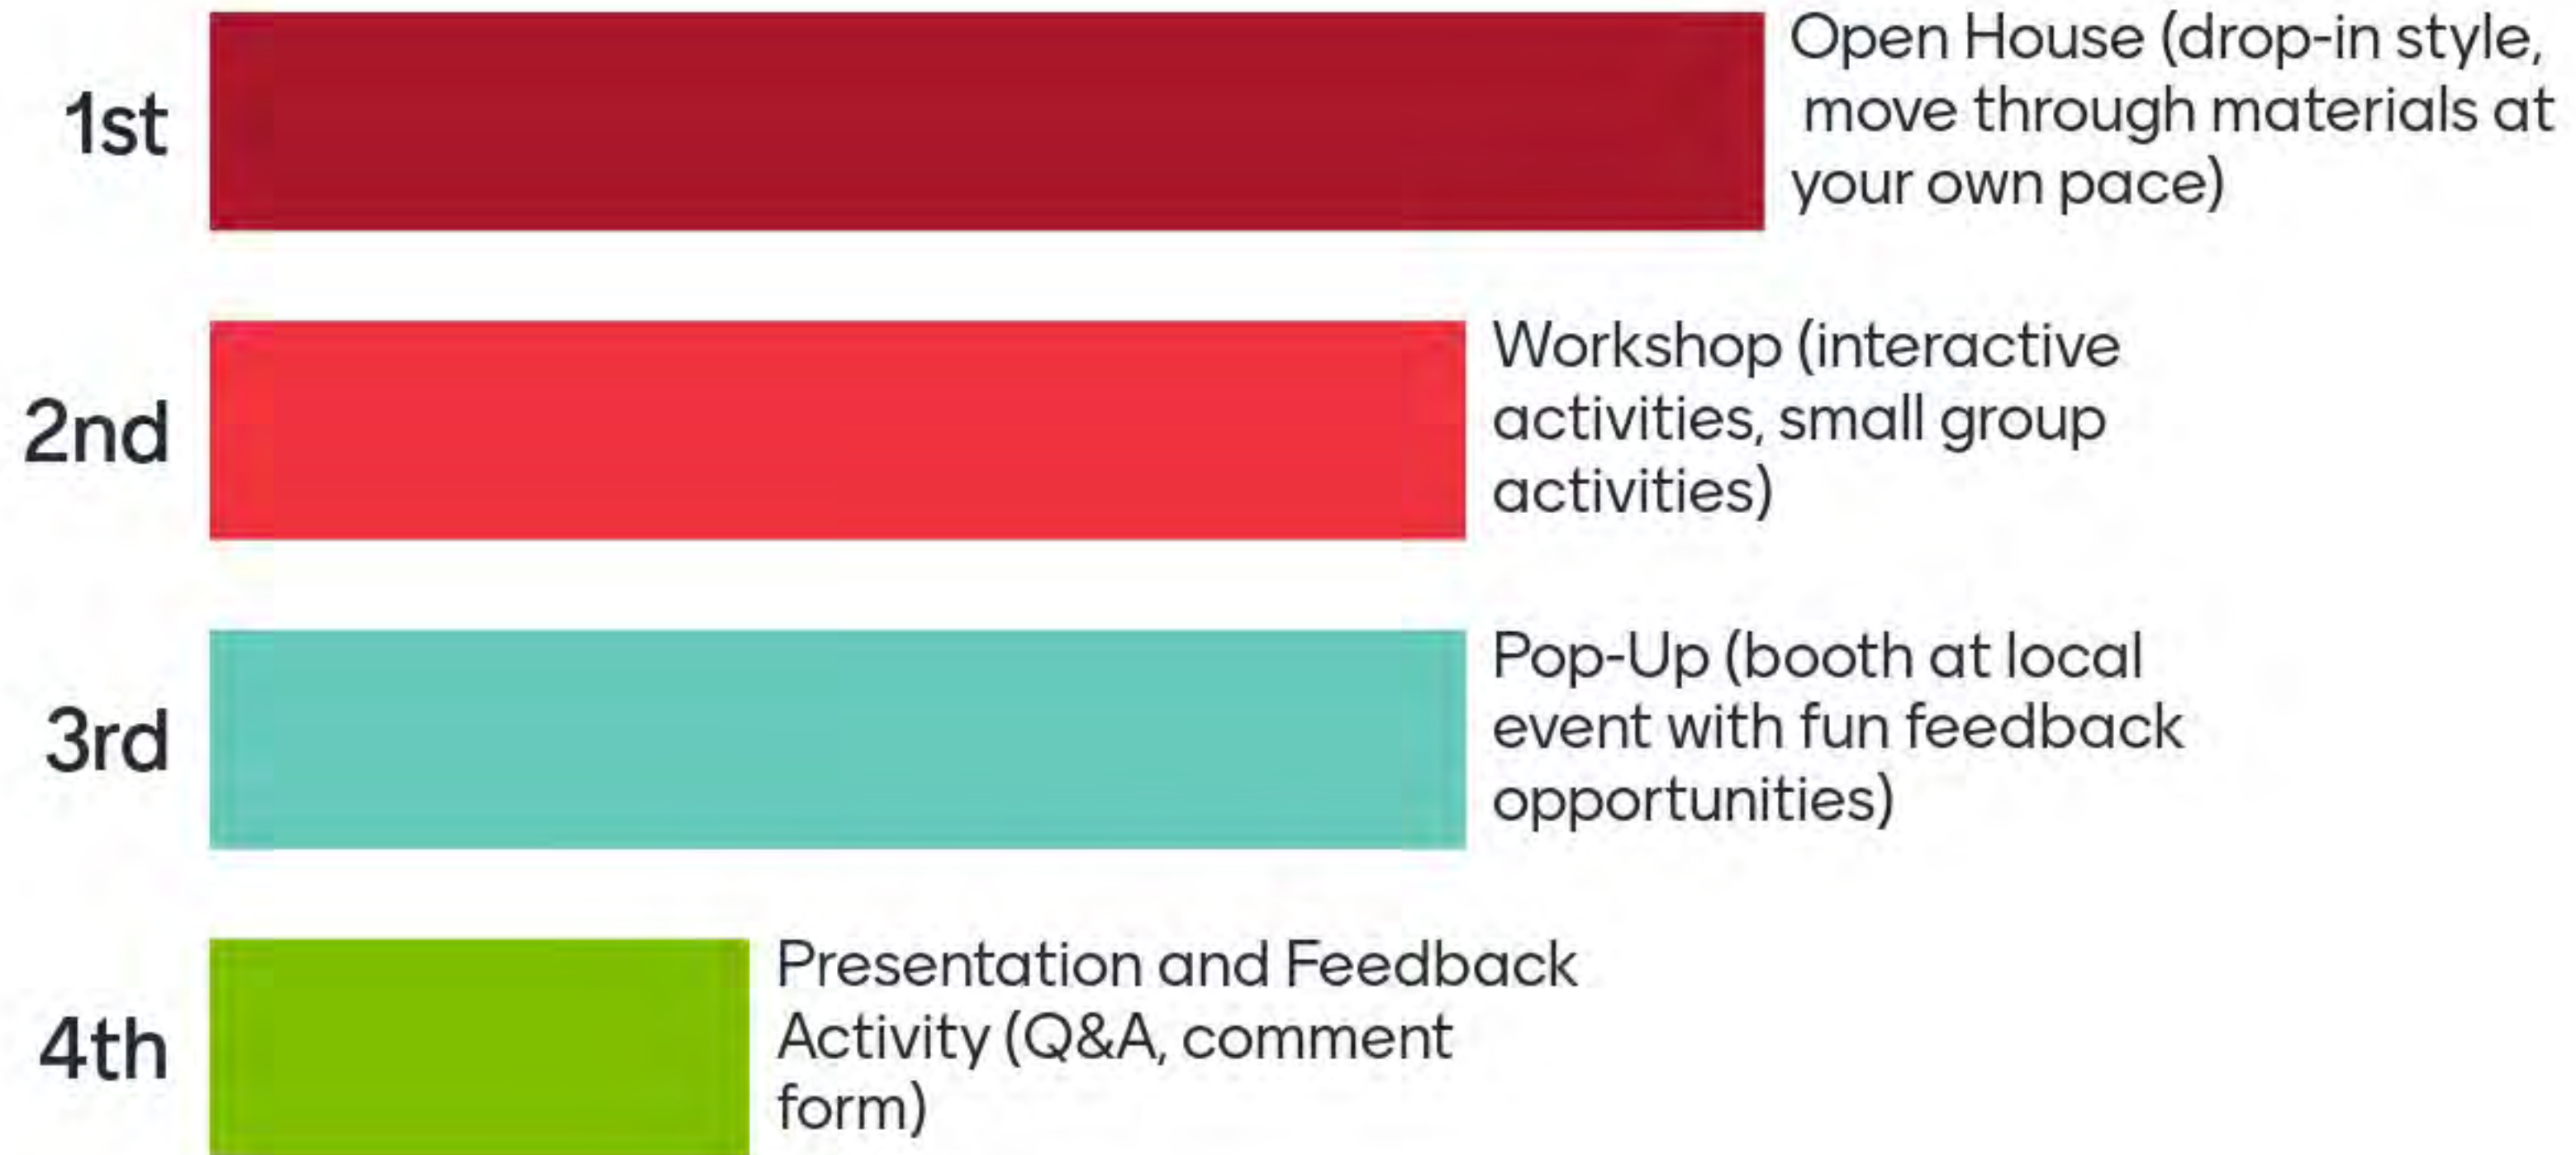 1st
Open House (drop-in style,
move through materials at
your own pace)
2nd
Workshop (interactive
activities, small group
activities)
3rd
Pop-Up (booth at local
event with fun feedback
opportunities)
4th
Presentation and Feedback
Activity (Q&A, comment
form)